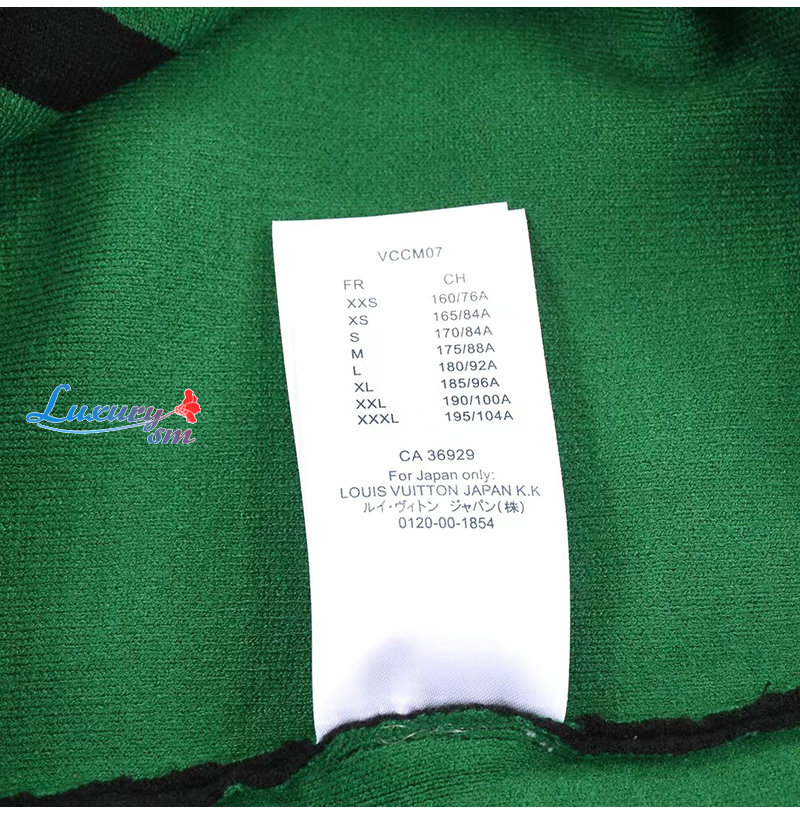 VCCM07
FR CH
XXS 160/76A
XS 165/84A
S 170/84A
M 175/88A
L 180/92A
XL 185/96A
XXL 190/100A
XXXL 195/104A
CA 36929
For Japan only:
LOUIS VUITTON JAPAN K.K
ルイ・ヴィトン ジャパン(株)
0120-00-1854
Luxury
sm